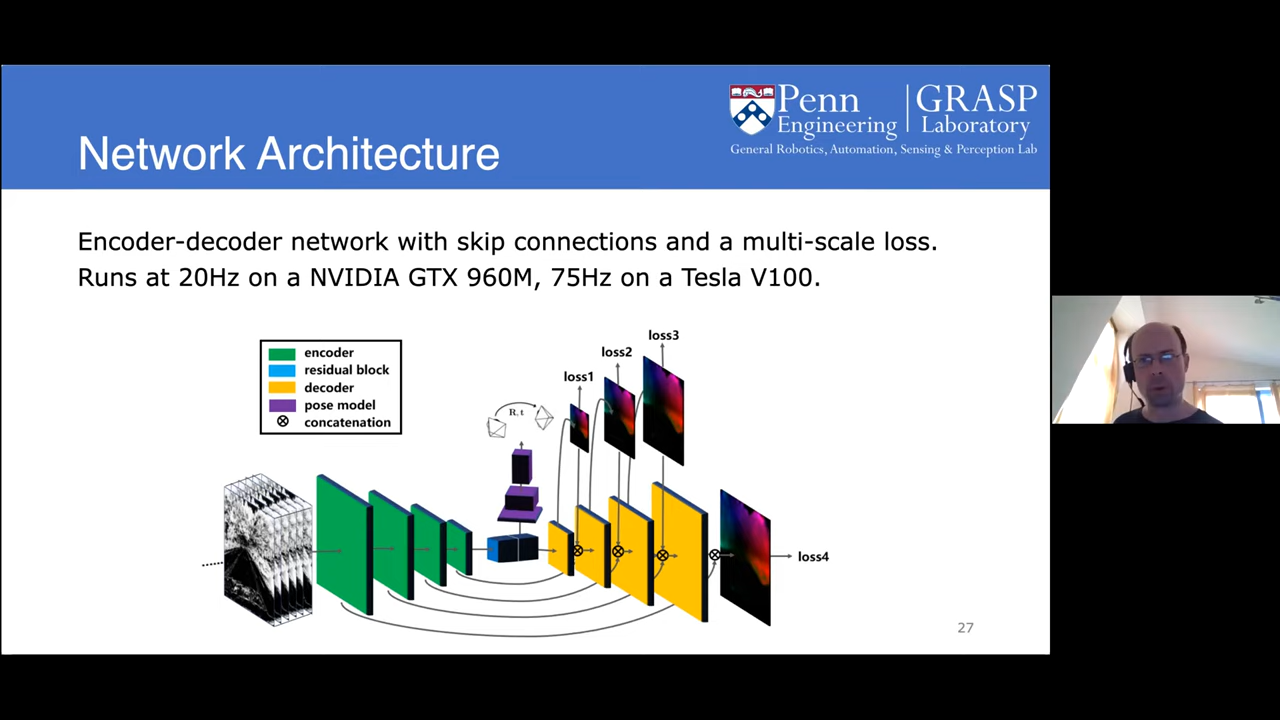 Penn
Engineering
GRASP
Laboratory
General Robotics, Automation, Sensing & Perception Lab
Network Architecture
Encoder-decoder network with skip connections and a multi-scale loss.
Runs at 20Hz on a NVIDIA GTX 960M, 75Hz on a Tesla V100.
encoder
residual block
decoder
pose model
concatenation
R, t
loss1
loss2
loss3
loss4
27